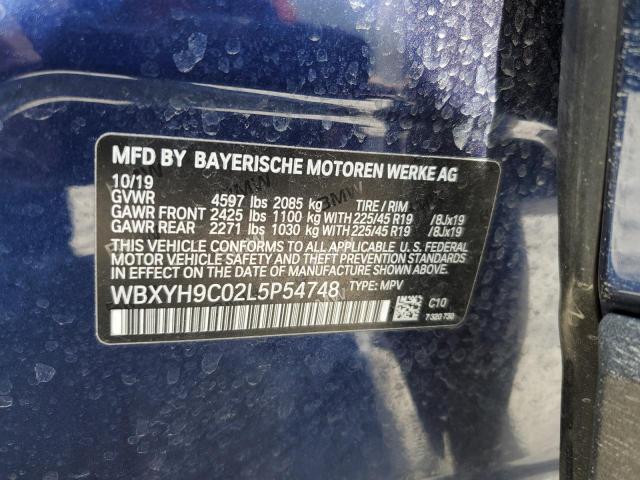 MFD BY BAYERISCHE MOTOREN WERKE AG
10/19
GVWR 4597 lbs 2085 kg TIRE / RIM
GAWR FRONT 2425 lbs 1100 kg WITH 225/45 R19 /8Jx19
GAWR REAR 2271 lbs 1030 kg WITH 225/45 R19 /8Jx19
THIS VEHICLE CONFORMS TO ALL APPLICABLE U. S. FEDERAL
MOTOR VEHICLE SAFETY AND THEFT PREVENTION STANDARDS
IN EFFECT ON THE DATE OF MANUFACTURE SHOWN ABOVE.
WBXYH9C02L5P54748 TYPE: MPV
C10
7 320 730